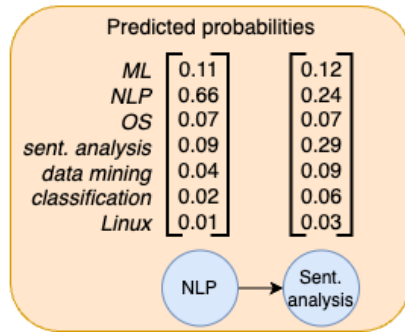 Predicted probabilities
ML 0.11 0.12
NLP 0.66 0.24
OS 0.07 0.07
sent. analysis 0.09 0.29
data mining 0.04 0.09
classification 0.02 0.06
Linux 0.01 0.03
NLP Sent.
analysis